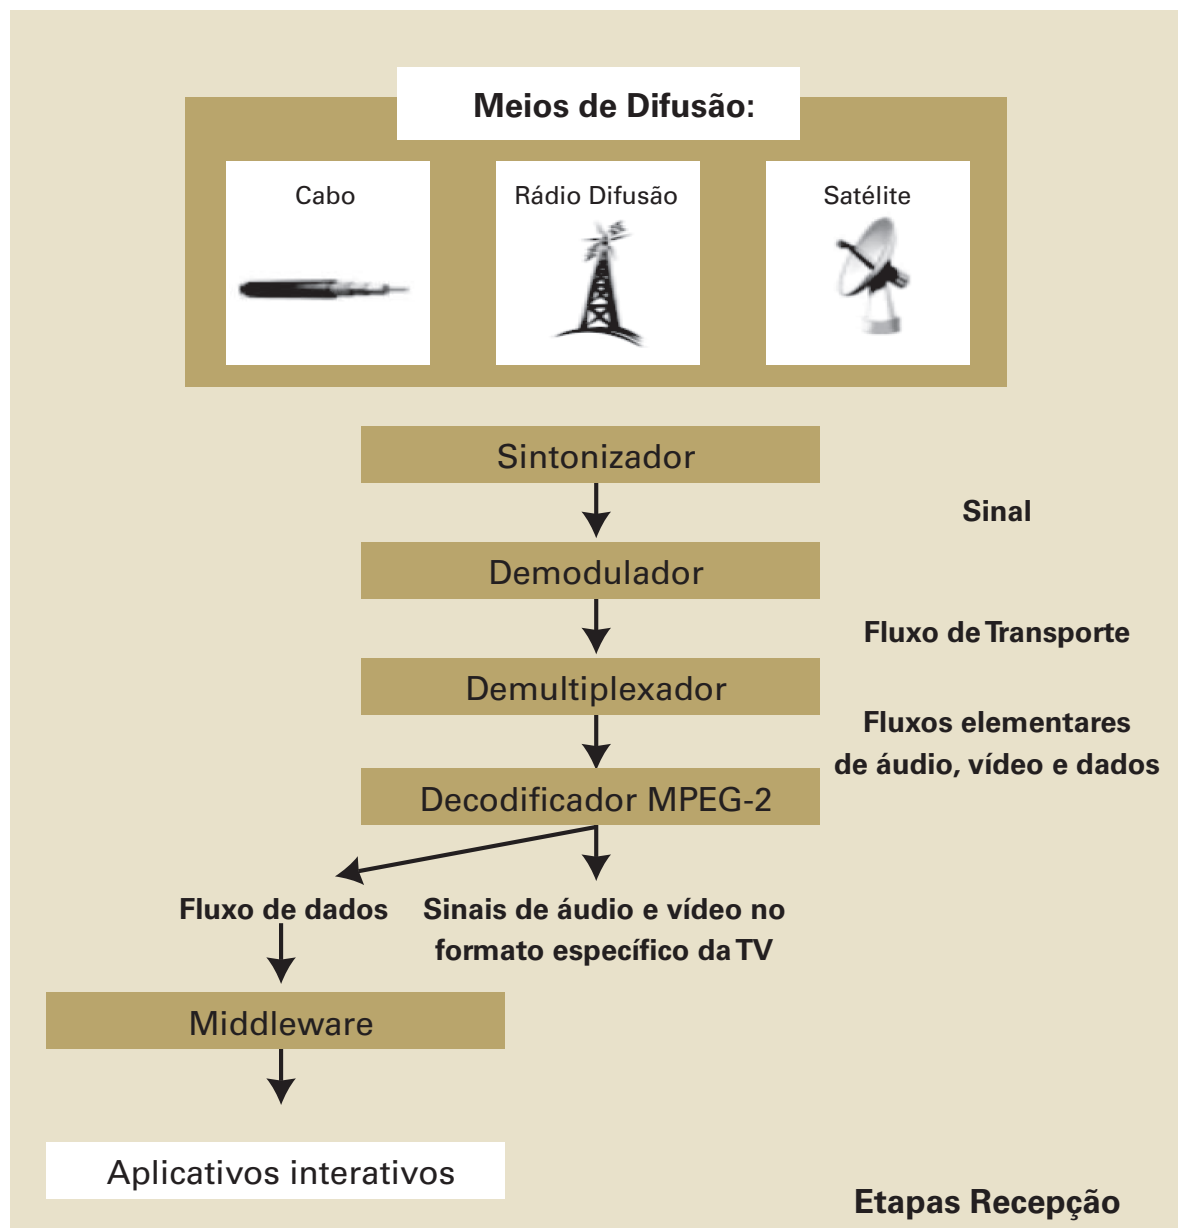 Meios de Difusão:
Cabo
Rádio Difusão
Satélite
Sintonizador
Sinal
Demodulador
Fluxo de Transporte
Demultiplexador
Fluxos elementares
de áudio, vídeo e dados
Decodificador MPEG-2
Fluxo de dados
Sinais de áudio e vídeo no
formato específico da TV
Middleware
Aplicativos interativos
Etapas Recepção